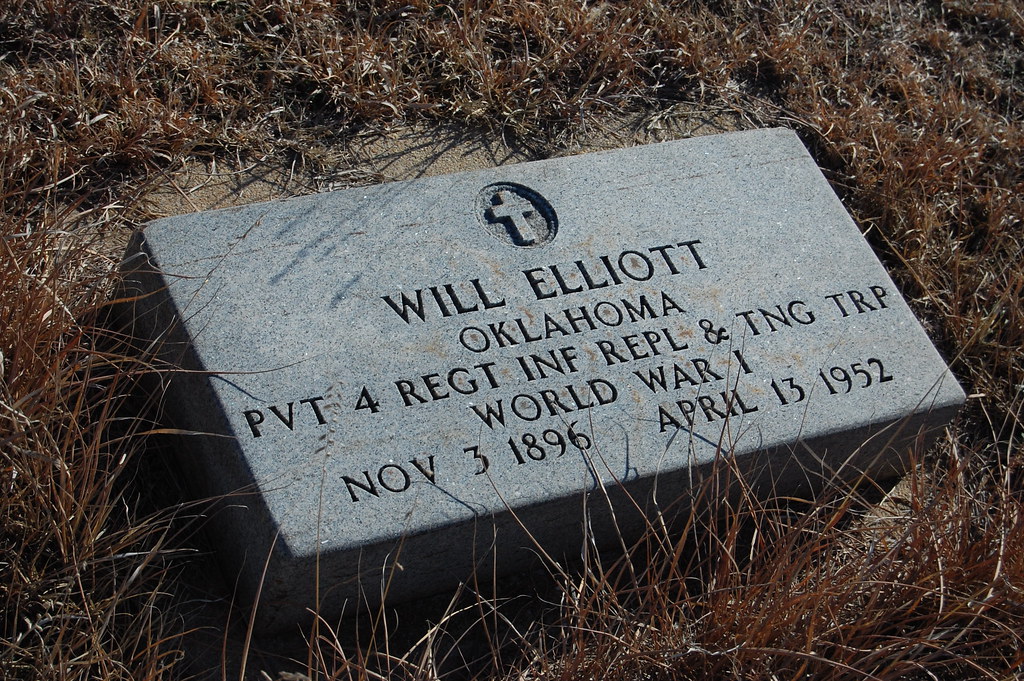 WILL ELLIOTT
OKLAHOMA
PVT 4 REGT INF REPL & TNG TRP
WORLD WAR I
NOV 3 1896 APRIL 13 1952